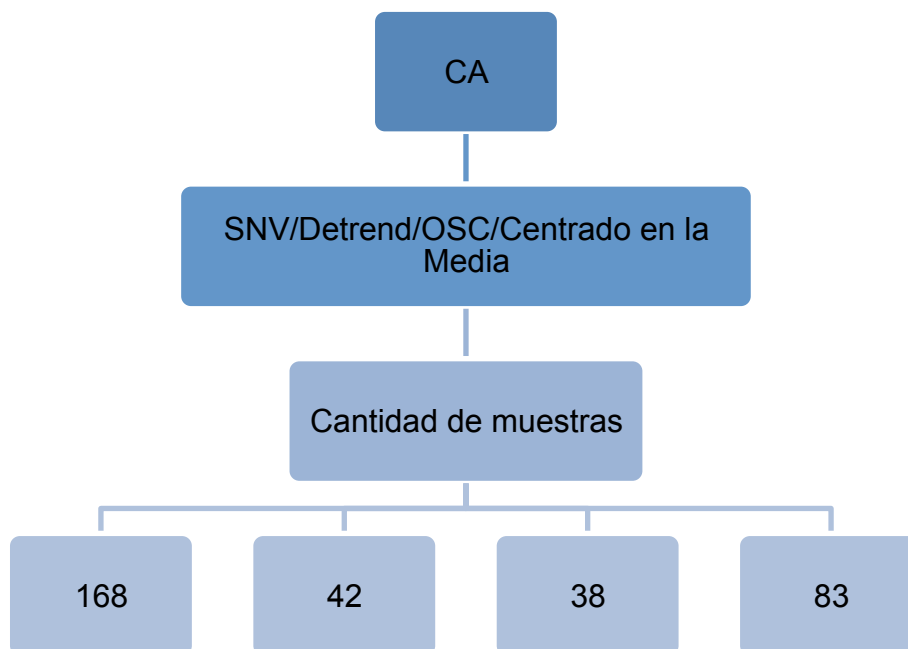 CA
SNV/Detrend/OSC/Centrado en la
Media
Cantidad de muestras
168
42
38
83